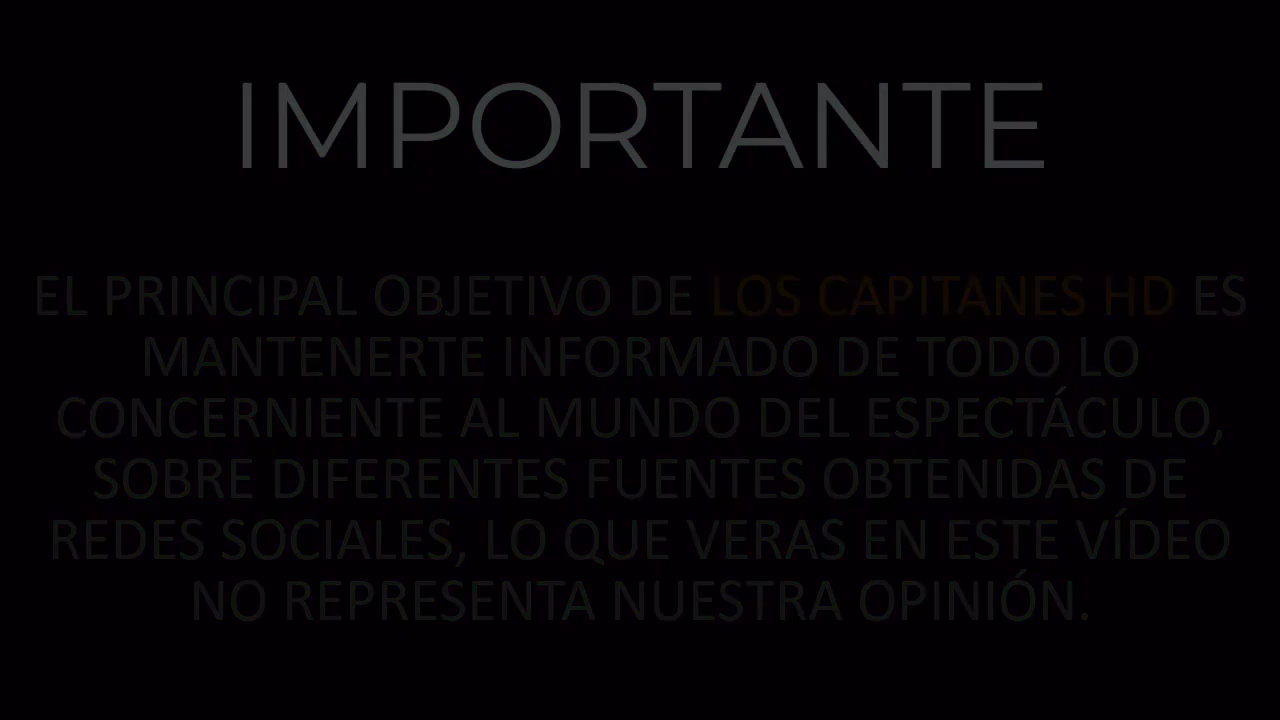 IMPORTANTE
EL PRINCIPAL OBJETIVO DE LOS CAPITANES HD ES
MANTENERTE INFORMADO DE TODO LO
CONCERNIENTE AL MUNDO DEL ESPECTÁCULO,
SOBRE DIFERENTES FUENTES OBTENIDAS DE
REDES SOCIALES, LO QUE VERAS EN ESTE VÍDEO
NO REPRESENTA NUESTRA OPINIÓN.